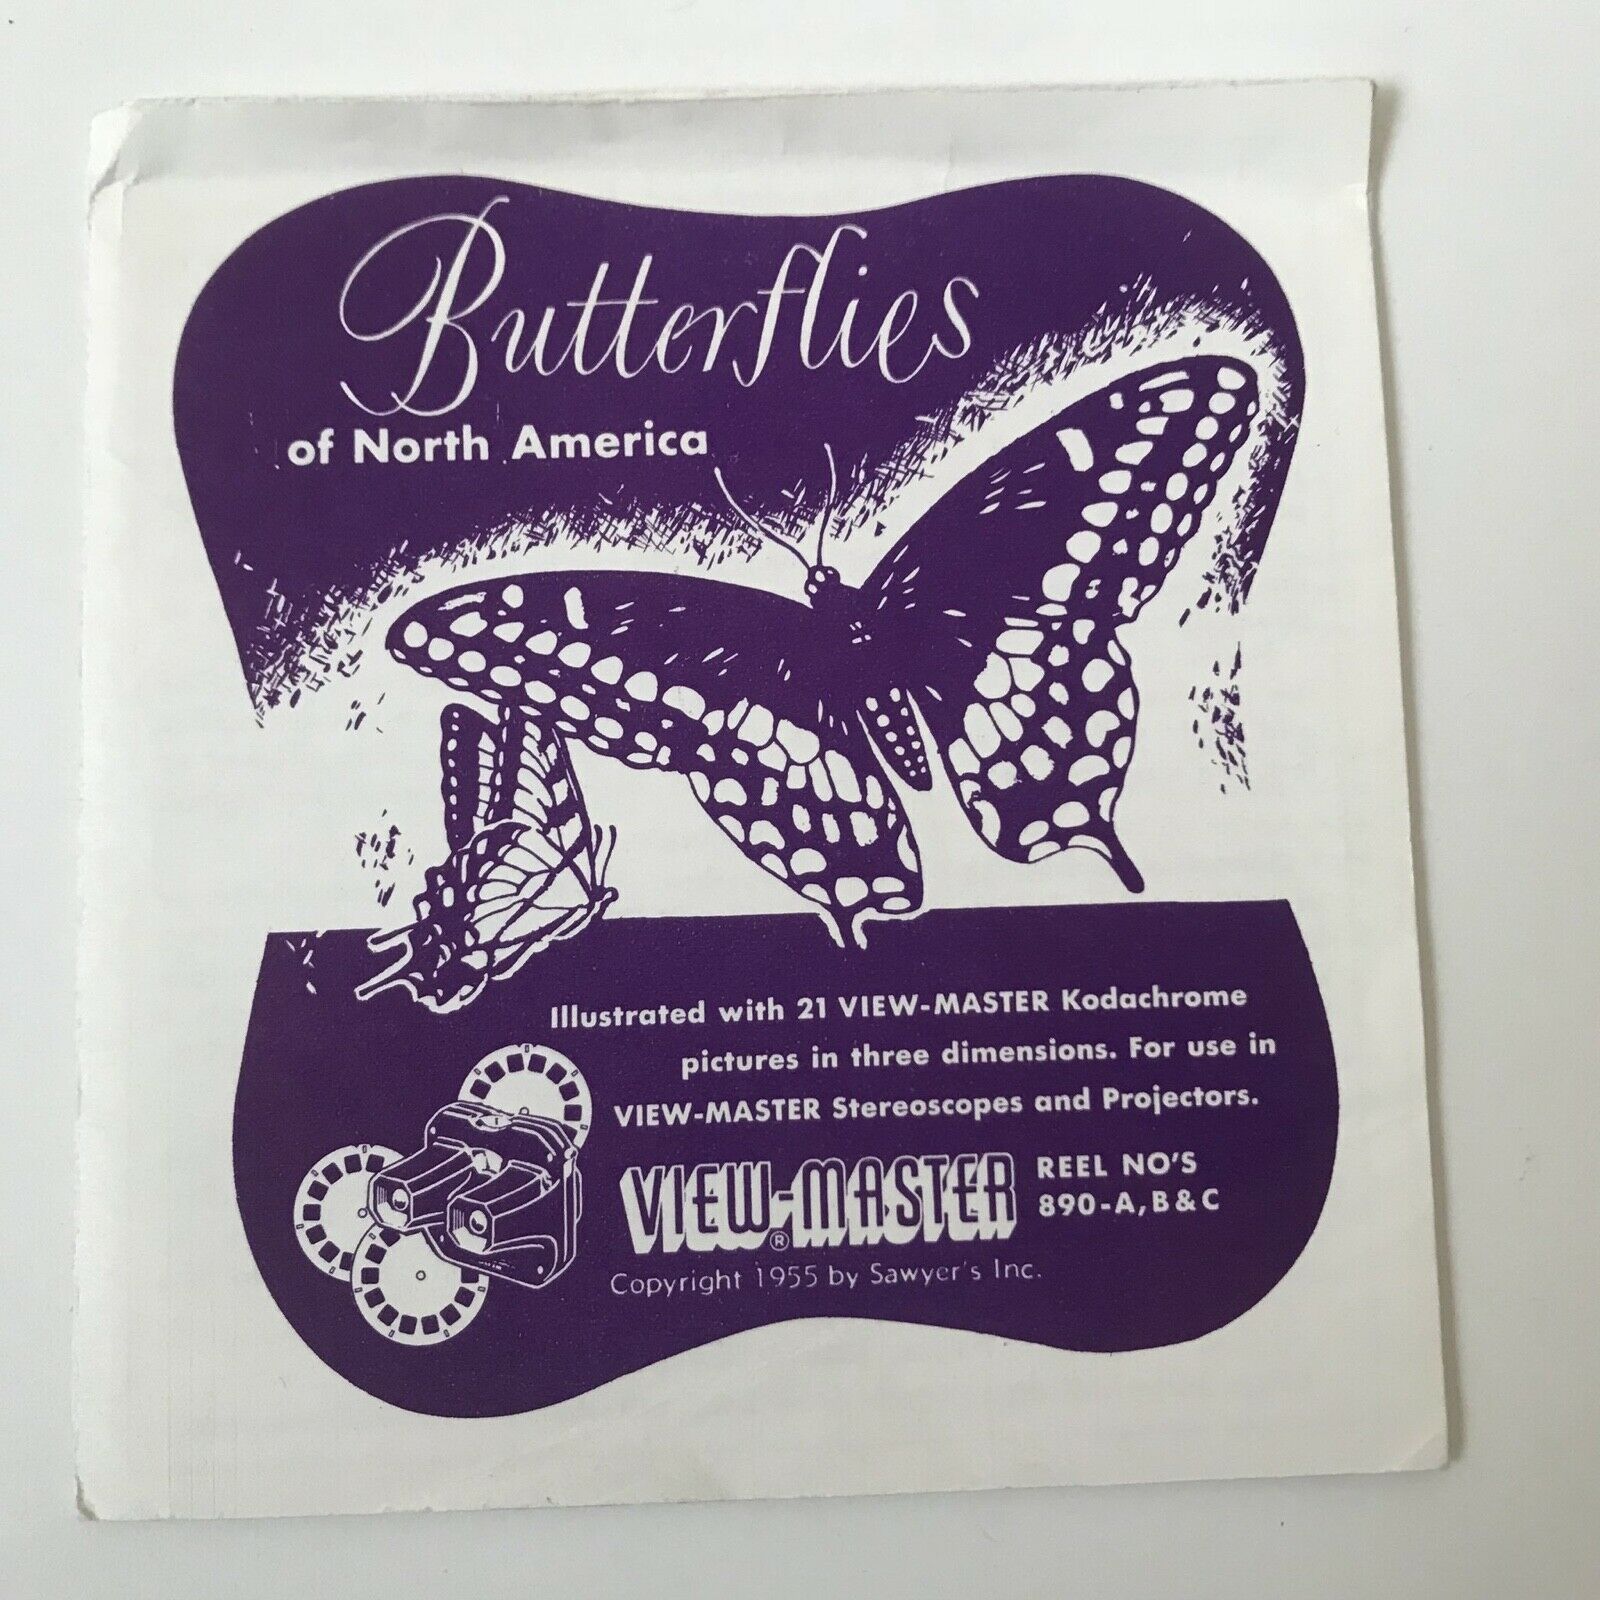 Butterflies
of North America
Illustrated with 21 VIEW-MASTER Kodachrome
pictures in three dimensions. For use in
VIEW-MASTER Stereoscopes and Projectors.
VIEW-MASTER®
REEL NO'S
890-A, B & C
Copyright 1955 by Sawyer's Inc.